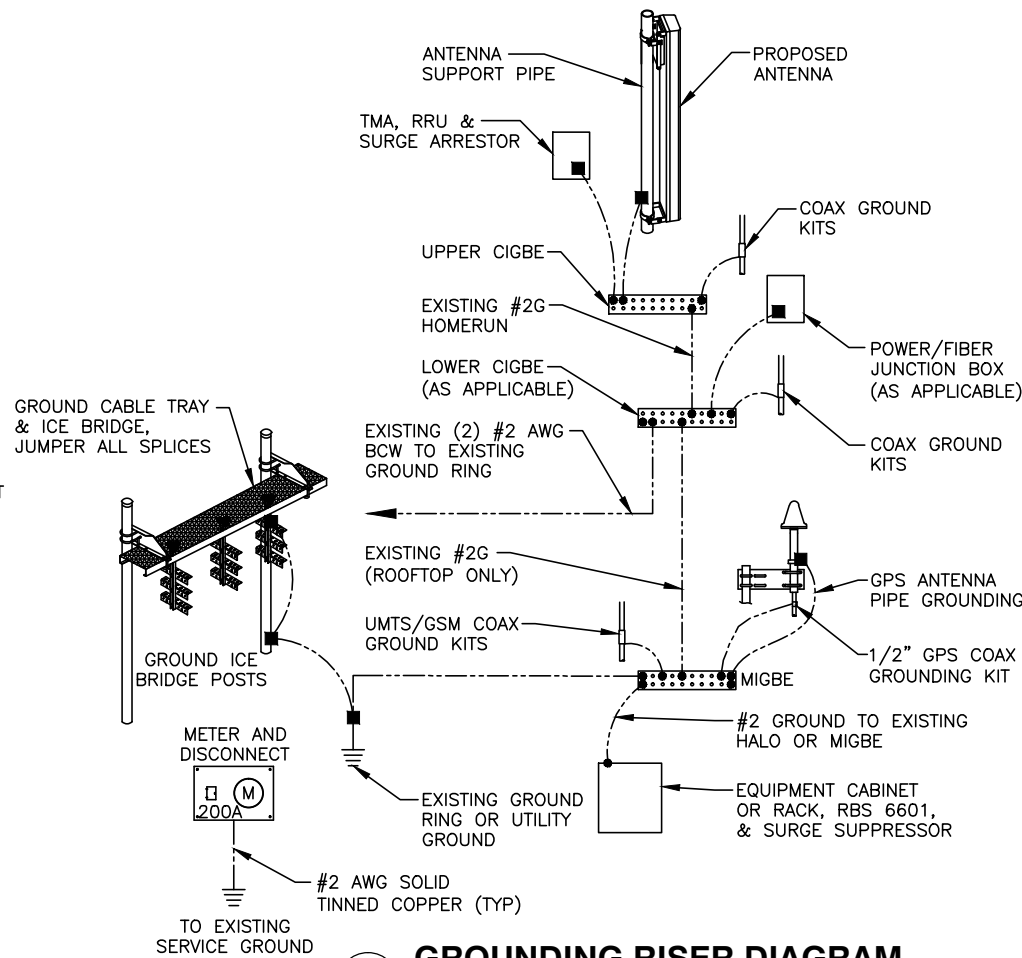 ANTENNA
SUPPORT PIPE
PROPOSED
ANTENNA
TMA, RRU &
SURGE ARRESTOR
COAX GROUND
KITS
UPPER CIGBE
EXISTING #2G
HOMERUN
POWER/FIBER
JUNCTION BOX
(AS APPLICABLE)
LOWER CIGBE
(AS APPLICABLE)
GROUND CABLE TRAY
& ICE BRIDGE,
JUMPER ALL SPLICES
EXISTING (2) #2 AWG
BCW TO EXISTING
GROUND RING
COAX GROUND
KITS
T
EXISTING #2G
(ROOFTOP ONLY)
GPS ANTENNA
PIPE GROUNDING
UMTS/GSM COAX
GROUND KITS
1/2" GPS COAX
GROUNDING KIT
GROUND ICE
BRIDGE POSTS
MIGBE
#2 GROUND TO EXISTING
HALO OR MIGBE
METER AND
DISCONNECT
M
200A
EXISTING GROUND
RING OR UTILITY
GROUND
EQUIPMENT CABINET
OR RACK, RBS 6601,
& SURGE SUPPRESSOR
#2 AWG SOLID
TINNED COPPER (TYP)
TO EXISTING
SERVICE GROUND
GROUNDING RISER DIAGRAM